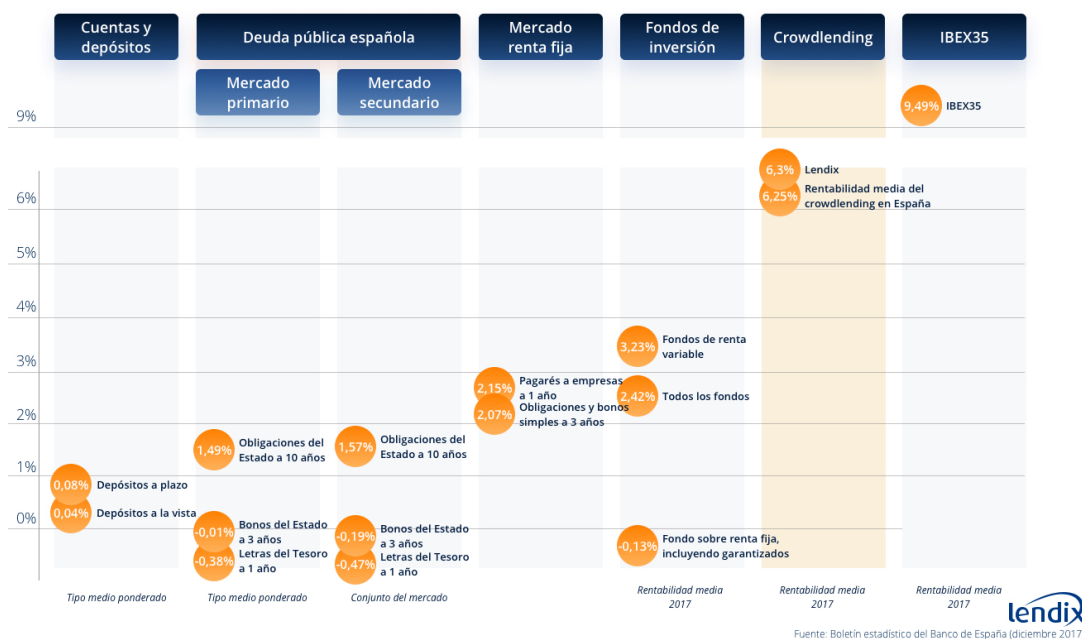 Cuentas y
depósitos
Deuda pública española
Mercado
renta fija
Fondos de
inversión
Crowdlending
IBEX35
Mercado
primario
Mercado
secundario
9%
9,49%
IBEX35
6,3%
Lendix
6%
6,25%
Rentabilidad media del
crowdlending en España
5%
4%
3,23%
Fondos de renta
variable
3%
2,15%
Pagarés a empresas
a 1 año
2,42%
Todos los fondos
2%
2,07%
Obligaciones y bonos
simples a 3 años
1,49%
Obligaciones del
Estado a 10 años
1,57%
Obligaciones del
Estado a 10 años
1%
0,08%
Depósitos a plazo
0,04%
Depósitos a la vista
0%
-0,01%
Bonos del Estado
a 3 años
-0,38%
Letras del Tesoro
a 1 año
-0,19%
Bonos del Estado
a 3 años
-0,47%
Letras del Tesoro
a 1 año
-0,13%
Fondo sobre renta fija,
incluyendo garantizados
Tipo medio ponderado
Tipo medio ponderado
Conjunto del mercado
Rentabilidad media
2017
Rentabilidad media
2017
Rentabilidad media
2017
lendix
Fuente: Boletín estadístico del Banco de España (diciembre 2017